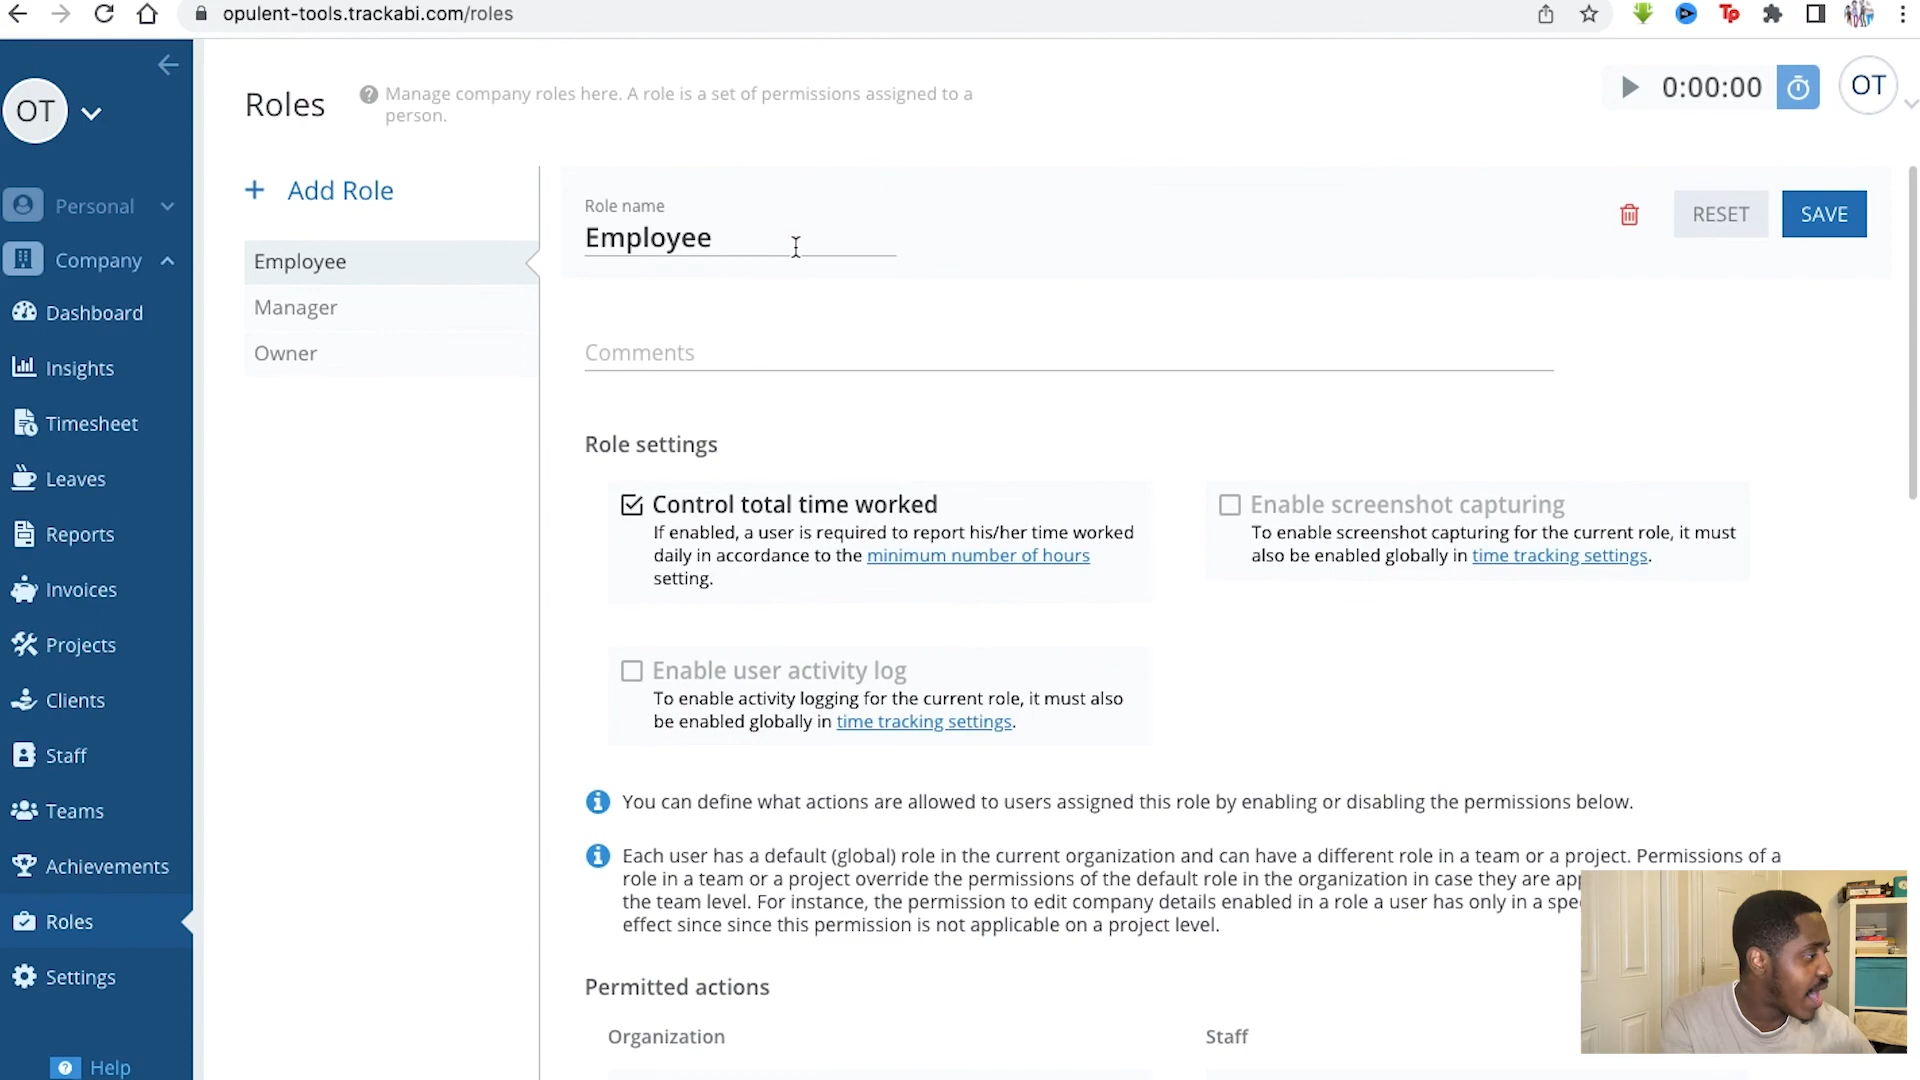 opulent-tools.trackabi.com/roles
Tp
OT
Personal
Company
Dashboard
Insights
Timesheet
Leaves
Reports
Invoices
Projects
Clients
Staff
Teams
Achievements
Roles
Settings
? Help
Roles
? Manage company roles here. A role is a set of permissions assigned to a
person.
0:00:00
OT
+ Add Role
Employee
Manager
Owner
Role name
Employee
RESET
SAVE
Comments
Role settings
Control total time worked
If enabled, a user is required to report his/her time worked
daily in accordance to the minimum number of hours
setting.
Enable screenshot capturing
To enable screenshot capturing for the current role, it must
also be enabled globally in time tracking settings.
Enable user activity log
To enable activity logging for the current role, it must also
be enabled globally in time tracking settings.
You can define what actions are allowed to users assigned this role by enabling or disabling the permissions below.
Each user has a default (global) role in the current organization and can have a different role in a team or a project. Permissions of a
role in a team or a project override the permissions of the default role in the organization in case they are
the team level. For instance, the permission to edit company details enabled in a role a user has only in a
effect since since this permission is not applicable on a project level.
Permitted actions
Organization
Staff